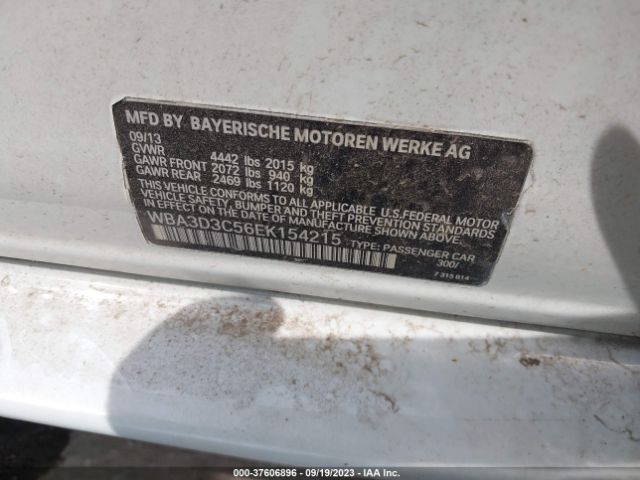 MFD BY BAYERISCHE MOTOREN WERKE AG
09/13
GVWR 4442 lbs 2015 kg
GAWR FRONT 2072 lbs 940 kg
GAWR REAR 2469 lbs 1120 kg
THIS VEHICLE CONFORMS TO ALL APPLICABLE U.S.FEDERAL MOTOR
VEHICLE SAFETY, BUMPER AND THEFT PREVENTION STANDARDS
IN EFFECT ON THE DATE OF MANUFACTURE SHOWN ABOVE.
WBA3D3C56EK154215
TYPE: PASSENGER CAR
300/
7 315 814
000-37606896 - 09/19/2023 - IAA Inc.